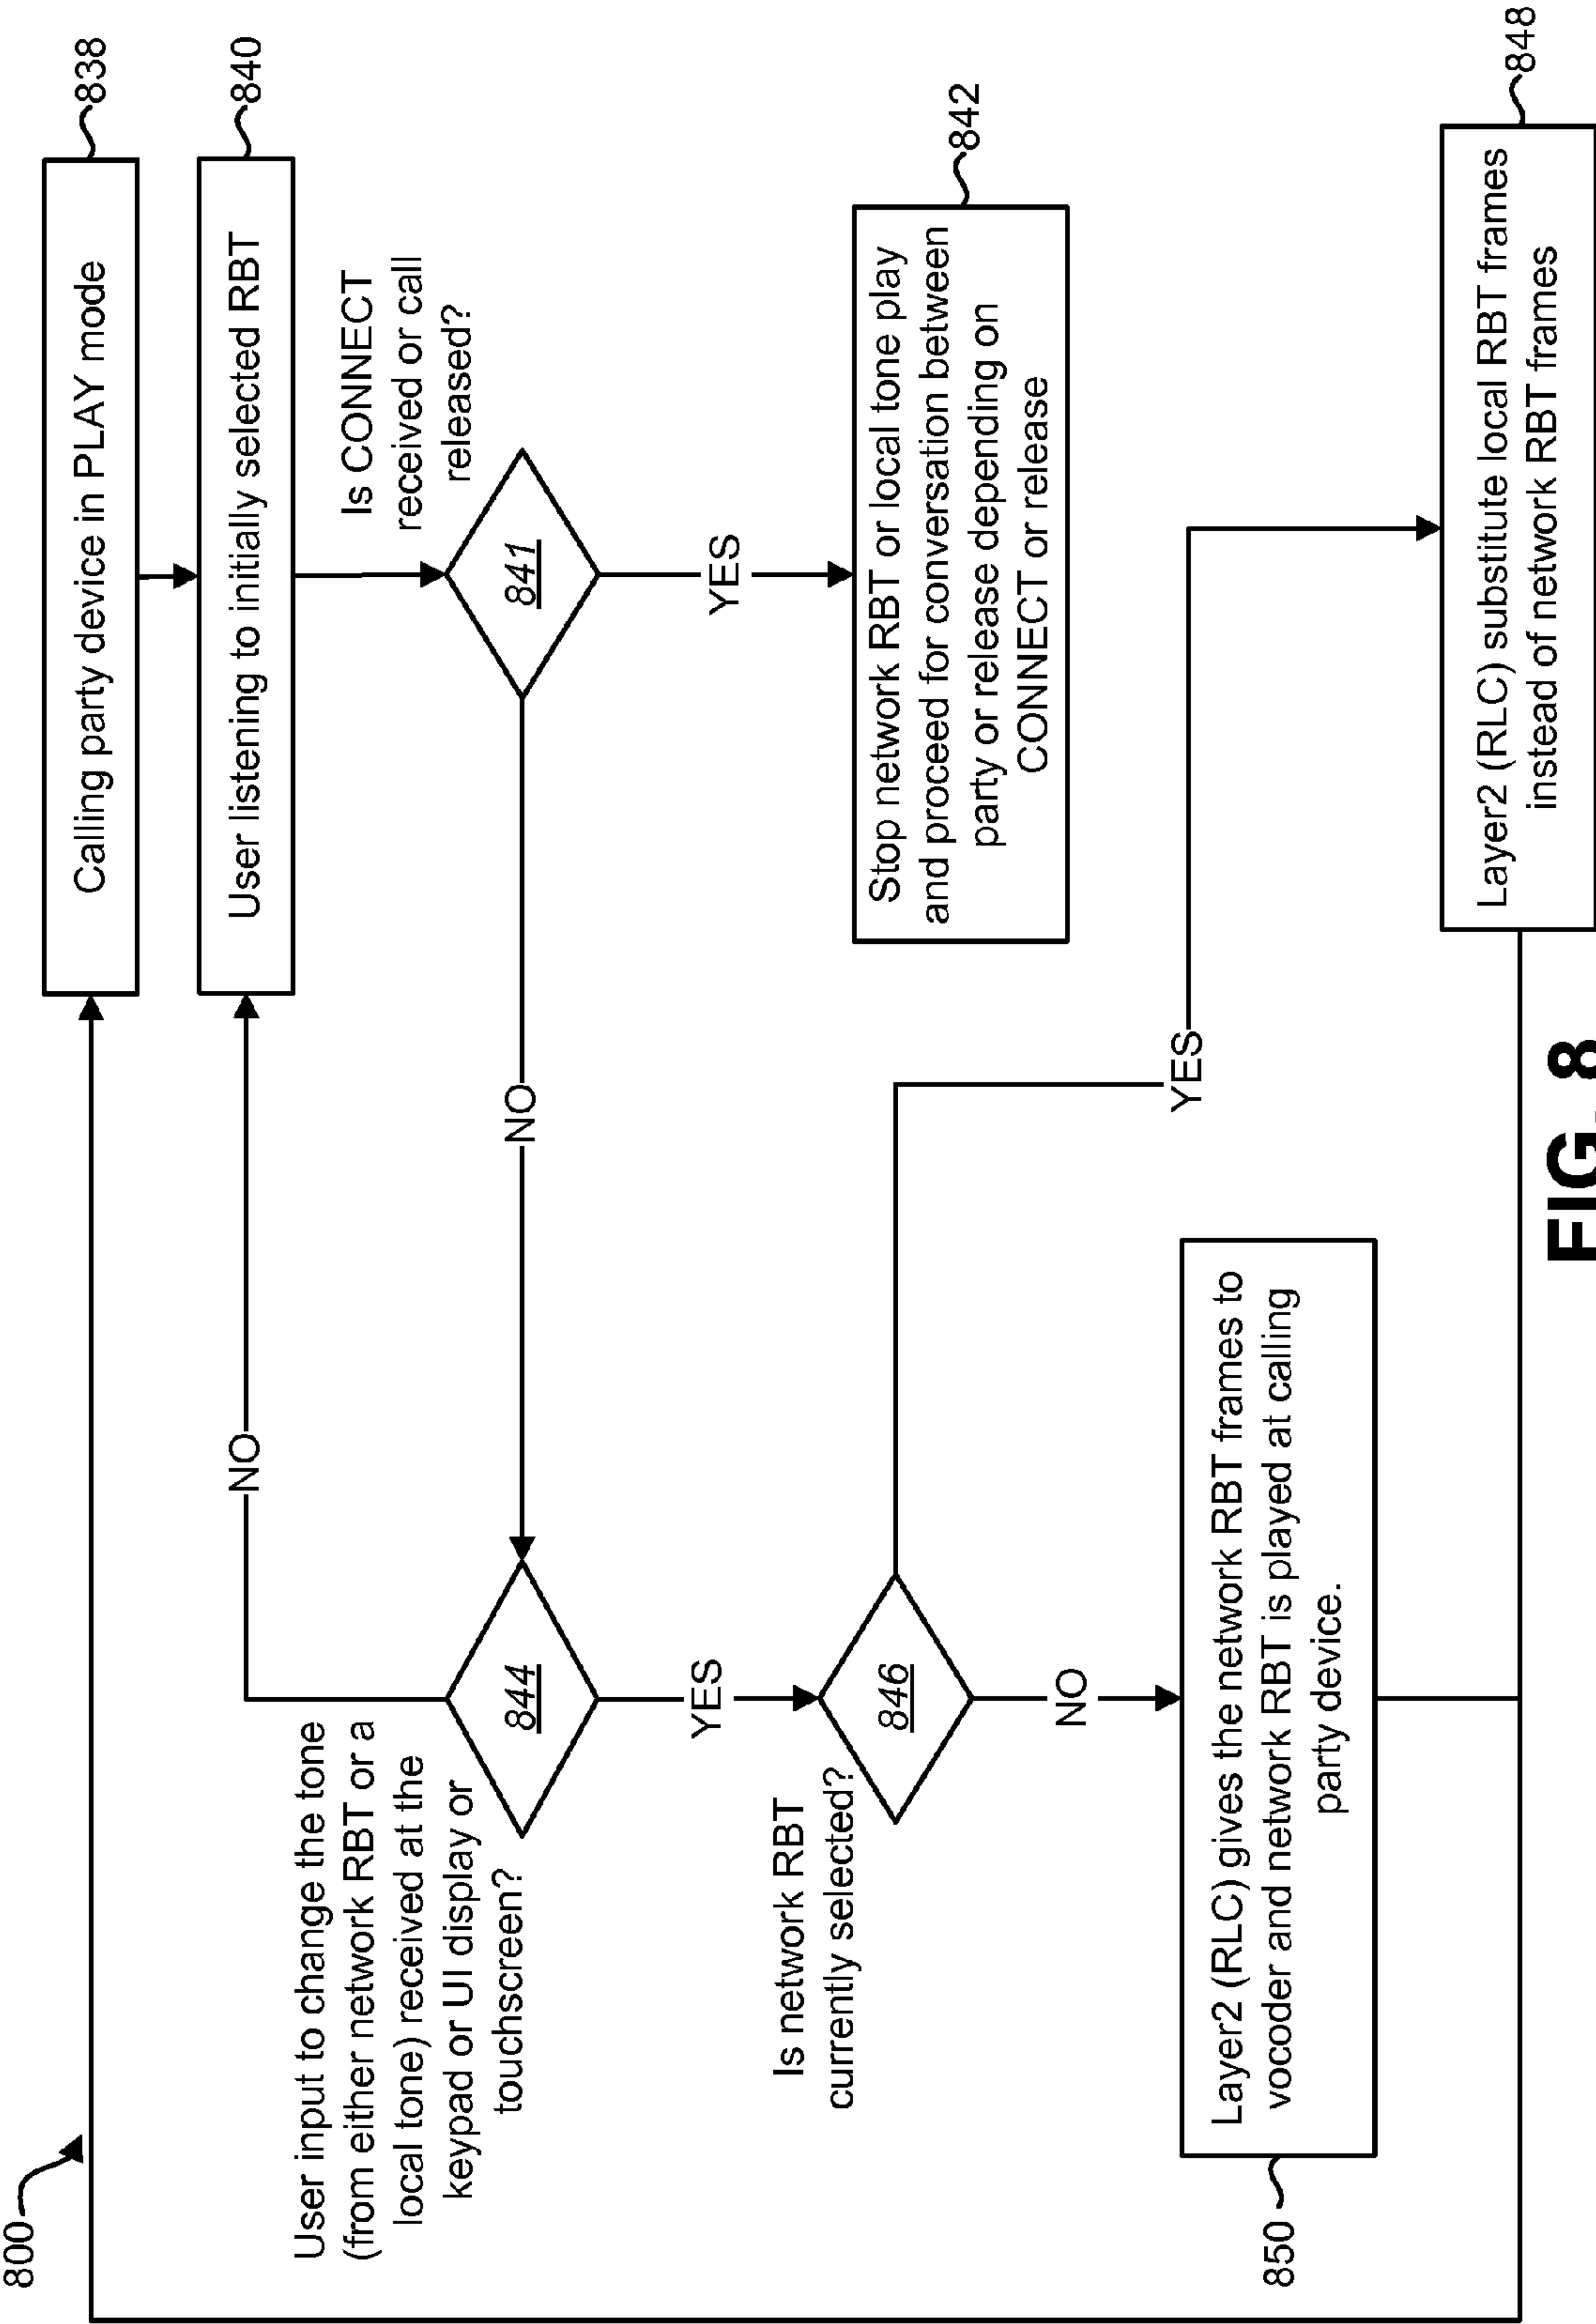 800
Calling party device in PLAY mode
838
User listening to initially selected RBT
840
NO
Is CONNECT
received or call
released?
841
User input to change the tone
(from either network RBT or a
local tone) received at the
keypad or UI display or
touchscreen?
844
NO
YES
YES
Stop network RBT or local tone play
and proceed for conversation between
party or release depending on
CONNECT or release
842
Is network RBT
currently selected?
846
YES
NO
Layer2 (RLC) gives the network RBT frames to
vocoder and network RBT is played at calling
party device.
850
Layer2 (RLC) substitute local RBT frames
instead of network RBT frames
848
FIG. 8